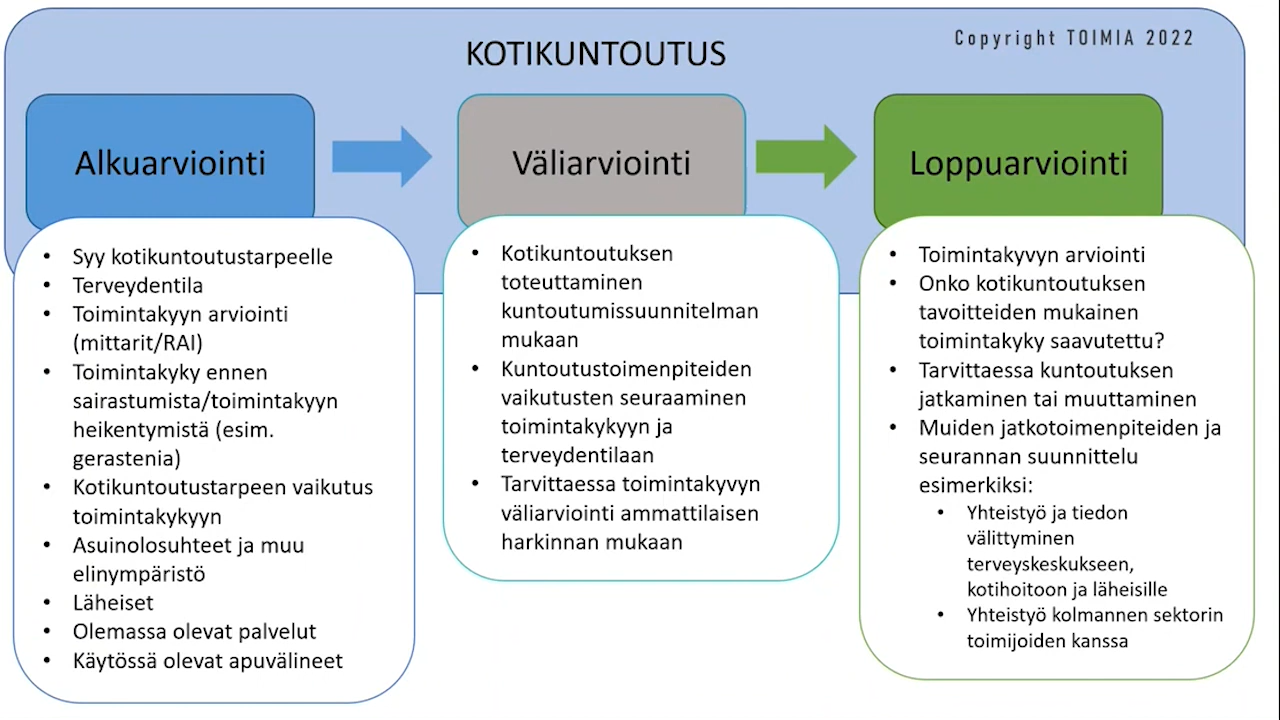 KOTIKUNTOUTUS
Copyright TOIMIA 2022
Alkuarviointi
Väliarviointi
Loppuarviointi
• Syy kotikuntoutustarpeelle
• Terveydentila
• Toimintakyyn arviointi
(mittarit/RAI)
• Toimintakyky ennen
sairastumista/toimintakyyn
heikentymistä (esim.
gerastenia)
• Kotikuntoutustarpeen vaikutus
toimintakykyyn
• Asuinolosuhteet ja muu
elinympäristö
• Läheiset
• Olemassa olevat palvelut
• Käytössä olevat apuvälineet
• Kotikuntoutuksen
toteuttaminen
kuntoutumissuunnitelman
mukaan
• Kuntoutustoimenpiteiden
vaikutusten seuraaminen
toimintakykyyn ja
terveydentilaan
• Tarvittaessa toimintakyvyn
väliarviointi ammattilaisen
harkinnan mukaan
• Toimintakyvyn arviointi
• Onko kotikuntoutuksen
tavoitteiden mukainen
toimintakyky saavutettu?
• Tarvittaessa kuntoutuksen
jatkaminen tai muuttaminen
• Muiden jatkotoimenpiteiden ja
seurannan suunnittelu
esimerkiksi:
• Yhteistyö ja tiedon
välittyminen
terveyskeskukseen,
kotihoitoon ja läheisille
• Yhteistyö kolmannen sektorin
toimijoiden kanssa